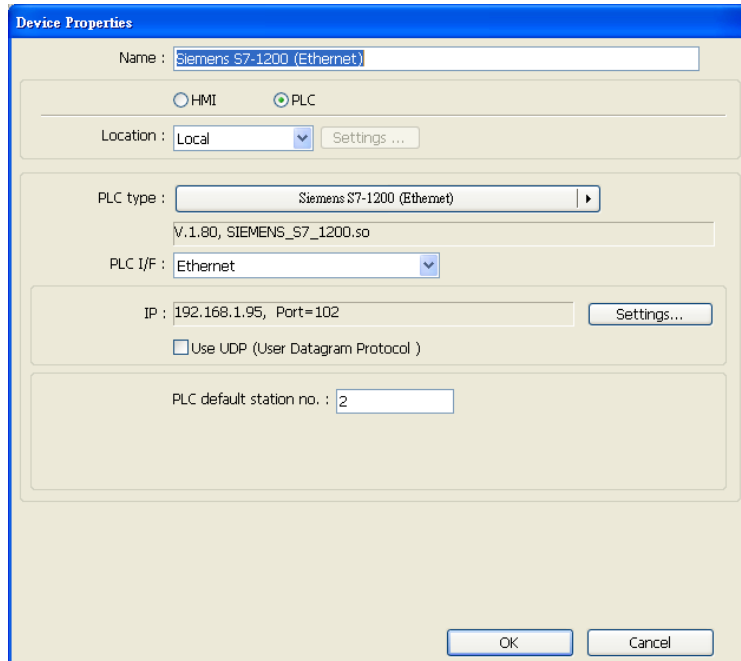 Device Properties
Name : Siemens S7-1200 (Ethernet)
HMI PLC
Location : Local Settings ...
PLC type : Siemens S7-1200 (Ethernet)
V.1.80, SIEMENS_S7_1200.so
PLC I/F : Ethernet
IP : 192.168.1.95, Port=102 Settings...
Use UDP (User Datagram Protocol )
PLC default station no. : 2
OK Cancel